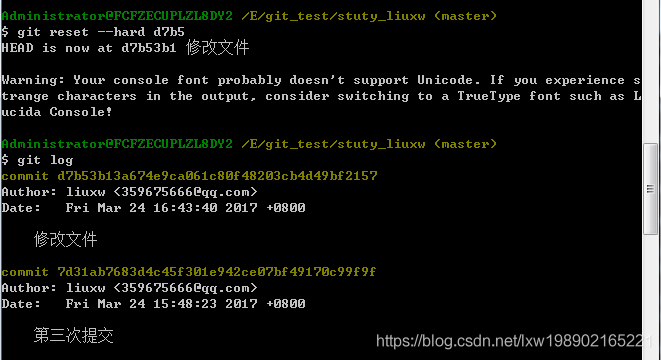 Administrator@FCFZECUPLZL8DY2 /E/git_test/stuty_liuxw (master)
$ git reset --hard d7b5
HEAD is now at d7b53b1 修改文件
Warning: Your console font probably doesn't support Unicode. If you experience s
trange characters in the output, consider switching to a TrueType font such as L
ucida Console!
Administrator@FCFZECUPLZL8DY2 /E/git_test/stuty_liuxw (master)
$ git log
commit d7b53b13a674e9ca061c80f48203cb4d49bf2157
Author: liuxw <359675666@qq.com>
Date:   Fri Mar 24 16:43:40 2017 +0800
修改文件
commit 7d31ab7683d4c45f301e942ce07bf49170c99f9f
Author: liuxw <359675666@qq.com>
Date:   Fri Mar 24 15:48:23 2017 +0800
第三次提交
https://blog.csdn.net/lxw198902165221